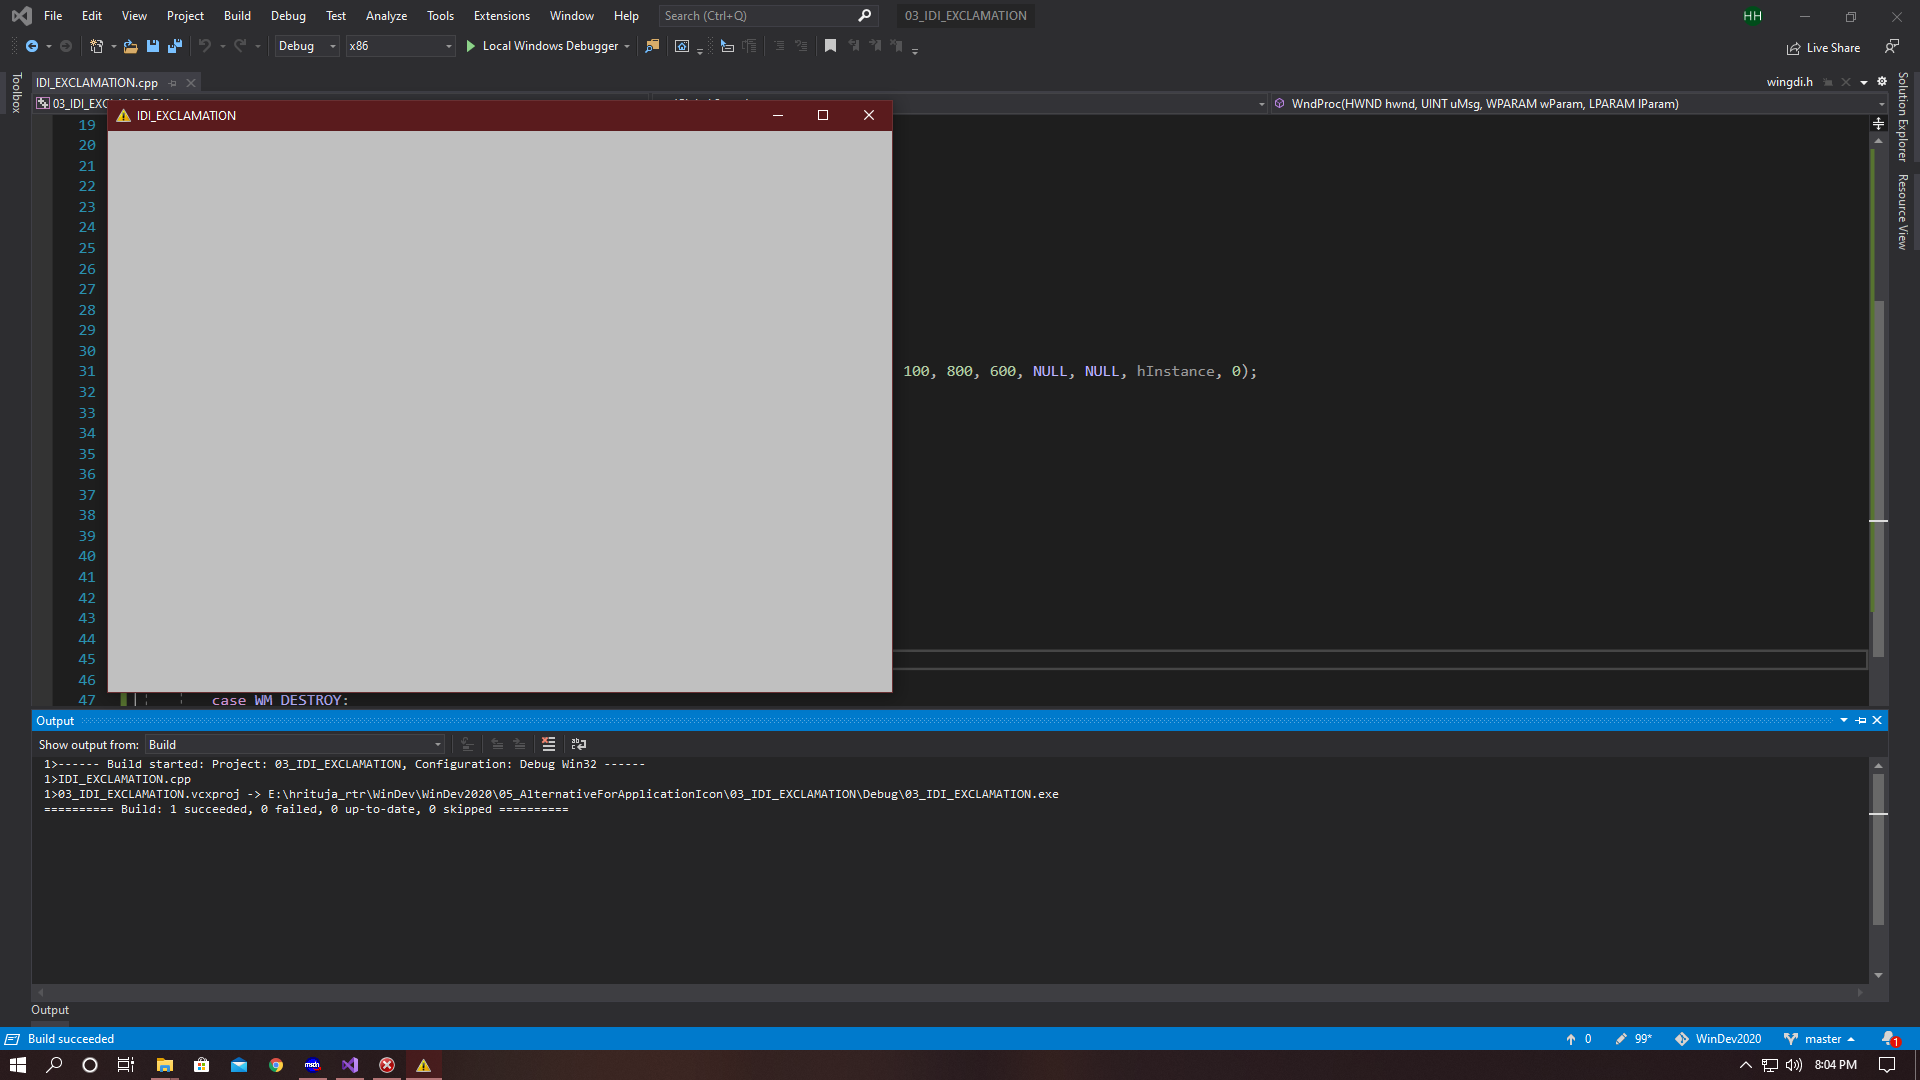 File Edit View Project Build Debug Test Analyze Tools Extensions Window Help Search (Ctrl+Q) 03_IDI_EXCLAMATION HH
Debug x86 Local Windows Debugger Live Share
Toolbox
IDI_EXCLAMATION.cpp wingdi.h
03_IDI_EXCLAMATION WndProc(HWND hwnd, UINT uMsg, WPARAM wParam, LPARAM lParam)
Solution Explorer
Resource View
IDI_EXCLAMATION
19
20
21
22
23
24
25
26
27
28
29
30
31 100, 800, 600, NULL, NULL, hInstance, 0);
32
33
34
35
36
37
38
39
40
41
42
43
44
45
46
47 case WM_DESTROY:
Output
Show output from: Build
1>------ Build started: Project: 03_IDI_EXCLAMATION, Configuration: Debug Win32 ------
1>IDI_EXCLAMATION.cpp
1>03_IDI_EXCLAMATION.vcxproj -> E:\hrituja_rtr\WinDev\WinDev2020\05_AlternativeForApplicationIcon\03_IDI_EXCLAMATION\Debug\03_IDI_EXCLAMATION.exe
========== Build: 1 succeeded, 0 failed, 0 up-to-date, 0 skipped ==========
Output
Build succeeded 0 99* WinDev2020 master 1
msdn 8:04 PM